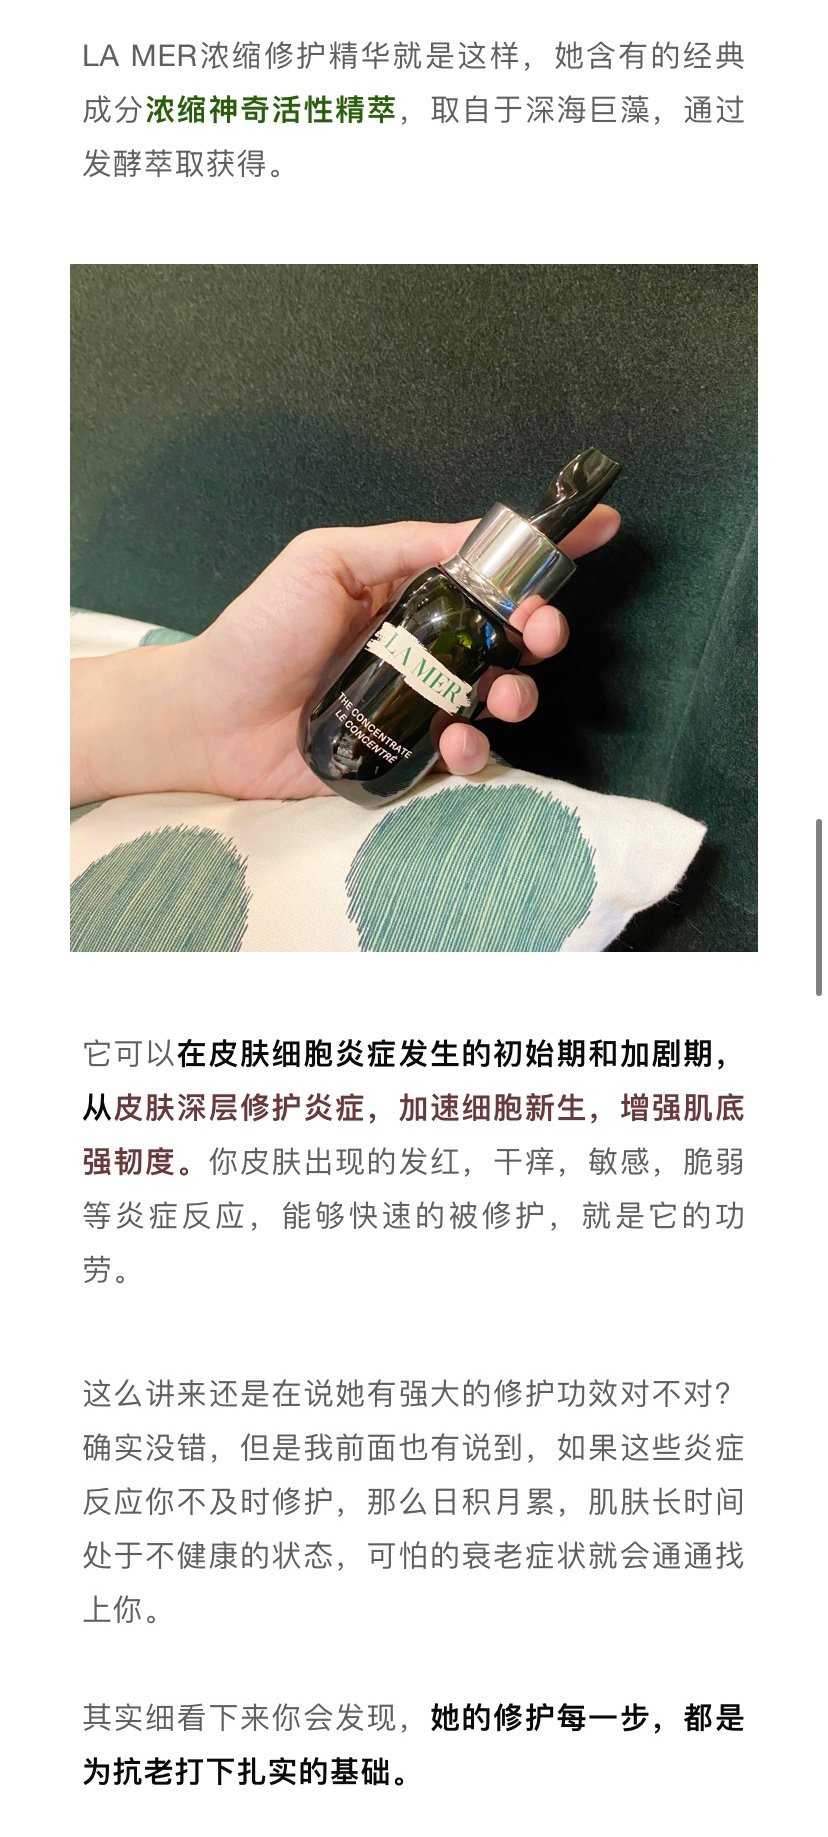 LA MER浓缩修护精华就是这样，她含有的经典
成分浓缩神奇活性精萃，取自于深海巨藻，通过
发酵萃取获得。
LA MER
THE CONCENTRATE
LE CONCENTRÉ
它可以在皮肤细胞炎症发生的初始期和加剧期，
从皮肤深层修护炎症，加速细胞新生，增强肌底
强韧度。你皮肤出现的发红，干痒，敏感，脆弱
等炎症反应，能够快速的被修护，就是它的功
劳。
这么讲来还是在说她有强大的修护功效对不对？
确实没错，但是我前面也有说到，如果这些炎症
反应你不及时修护，那么日积月累，肌肤长时间
处于不健康的状态，可怕的衰老症状就会通通找
上你。
其实细看下来你会发现，她的修护每一步，都是
为抗老打下扎实的基础。